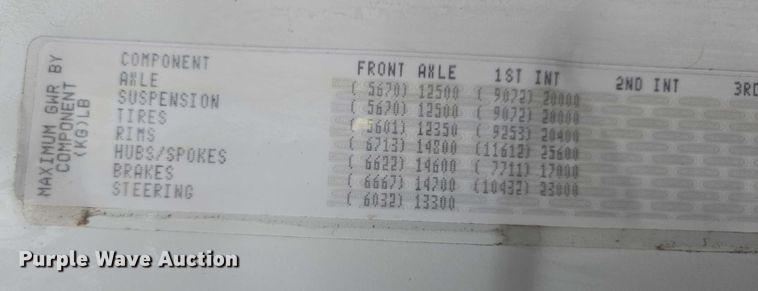 MAXIMUM GWR BY
COMPONENT
(KG)LB
COMPONENT FRONT AXLE 1ST INT 2ND INT 3RD
AXLE ( 5670) 12500 ( 9072) 20000
SUSPENSION ( 5670) 12500 ( 9072) 20000
TIRES ( 5601) 12350 ( 9253) 20400
RIMS ( 6713) 14800 (11612) 25600
HUBS/SPOKES ( 6622) 14600 ( 7711) 17000
BRAKES ( 6667) 14700 (10432) 23000
STEERING ( 6032) 13300
Purple Wave Auction